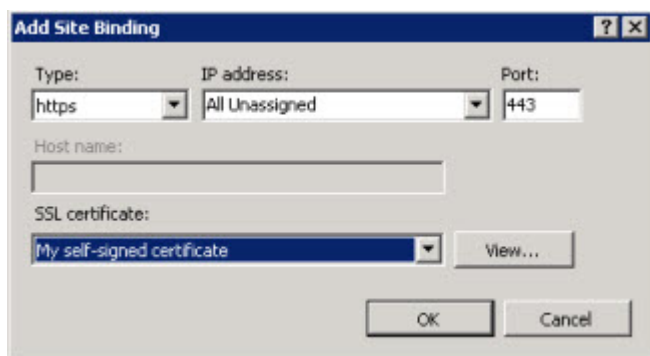 Add Site Binding
Type: IP address: Port:
https All Unassigned 443
Host name:
SSL certificate:
My self-signed certificate View...
OK Cancel